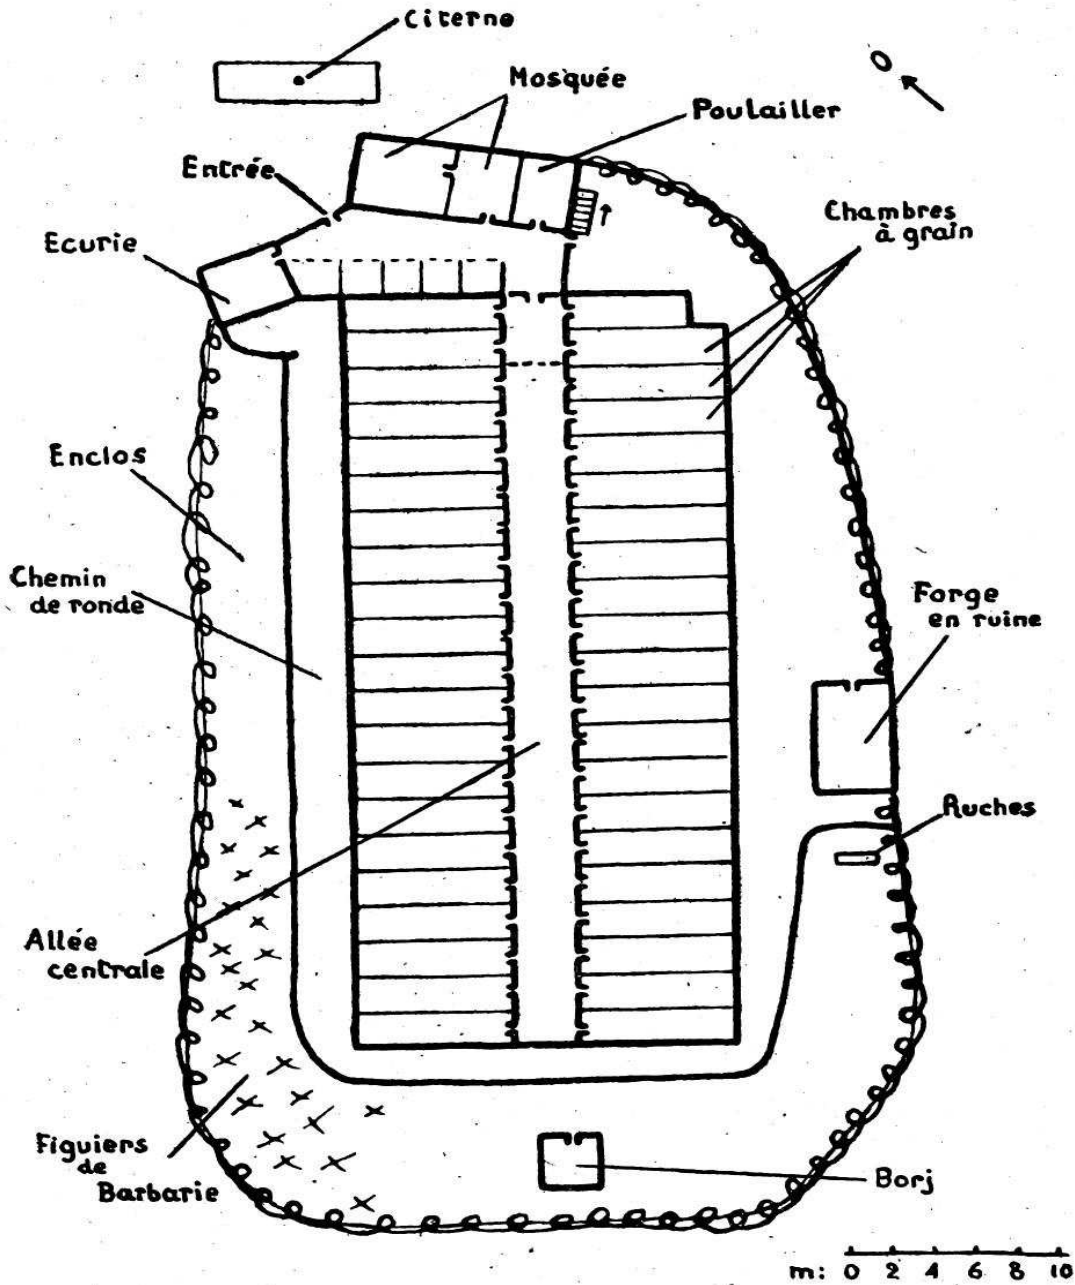 Citerne
Mosquée
Poulailler
O
Entrée
Chambres
à grain
Ecurie
Enclos
Chemin
de ronde
Forge
en ruine
Ruches
Allée
centrale
Figuiers
de
Barbarie
Borj
m: 0 2 4 6 8 10